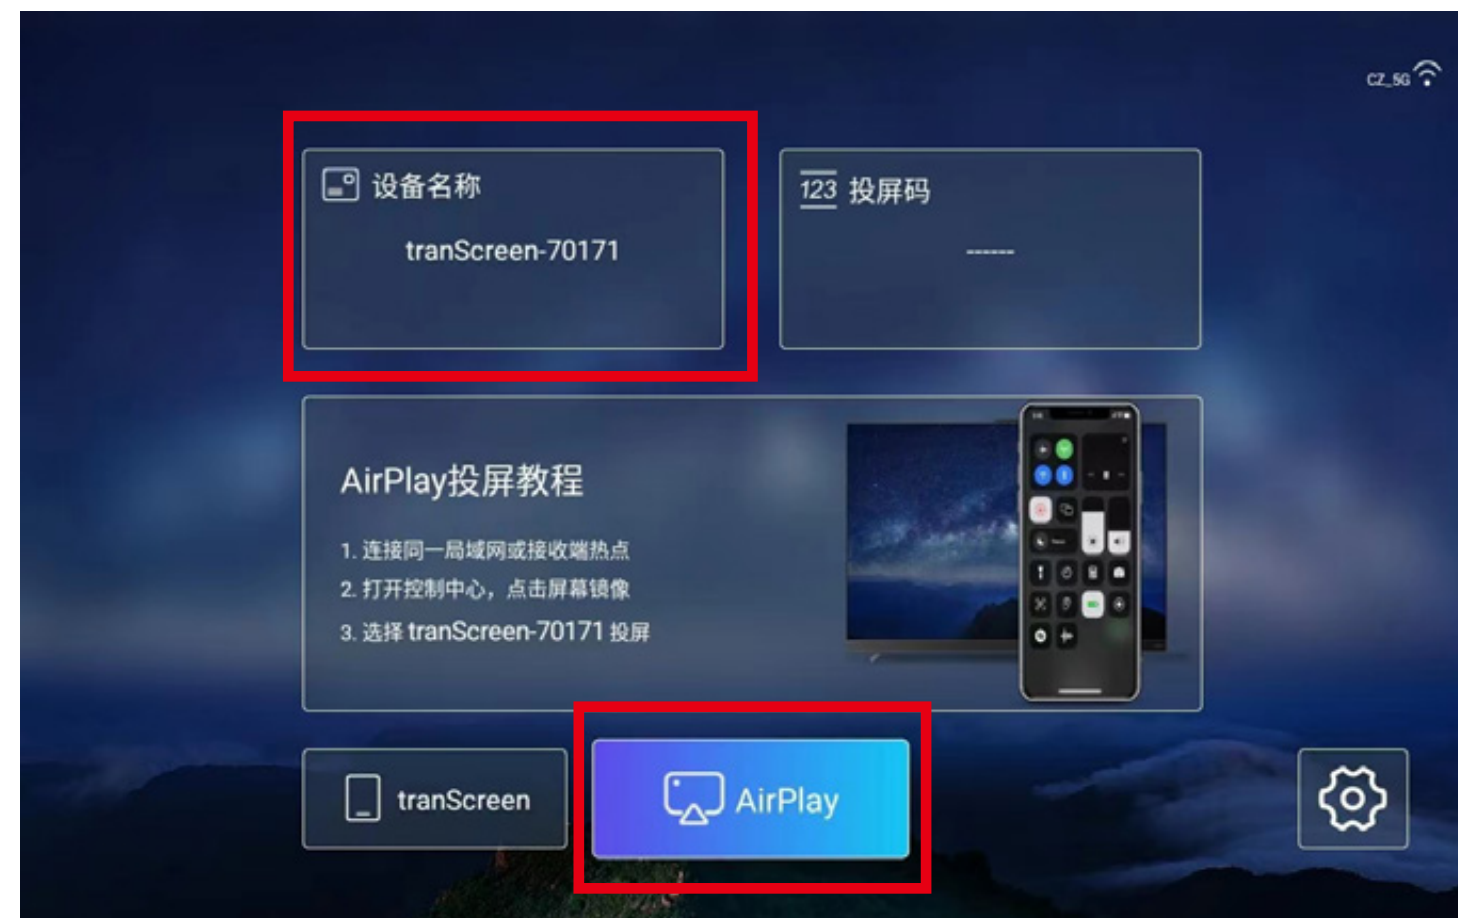 CZ_5G
设备名称
tranScreen-70171
123 投屏码
------
AirPlay投屏教程
1. 连接同一局域网或接收端热点
2. 打开控制中心，点击屏幕镜像
3. 选择 tranScreen-70171 投屏
tranScreen
AirPlay